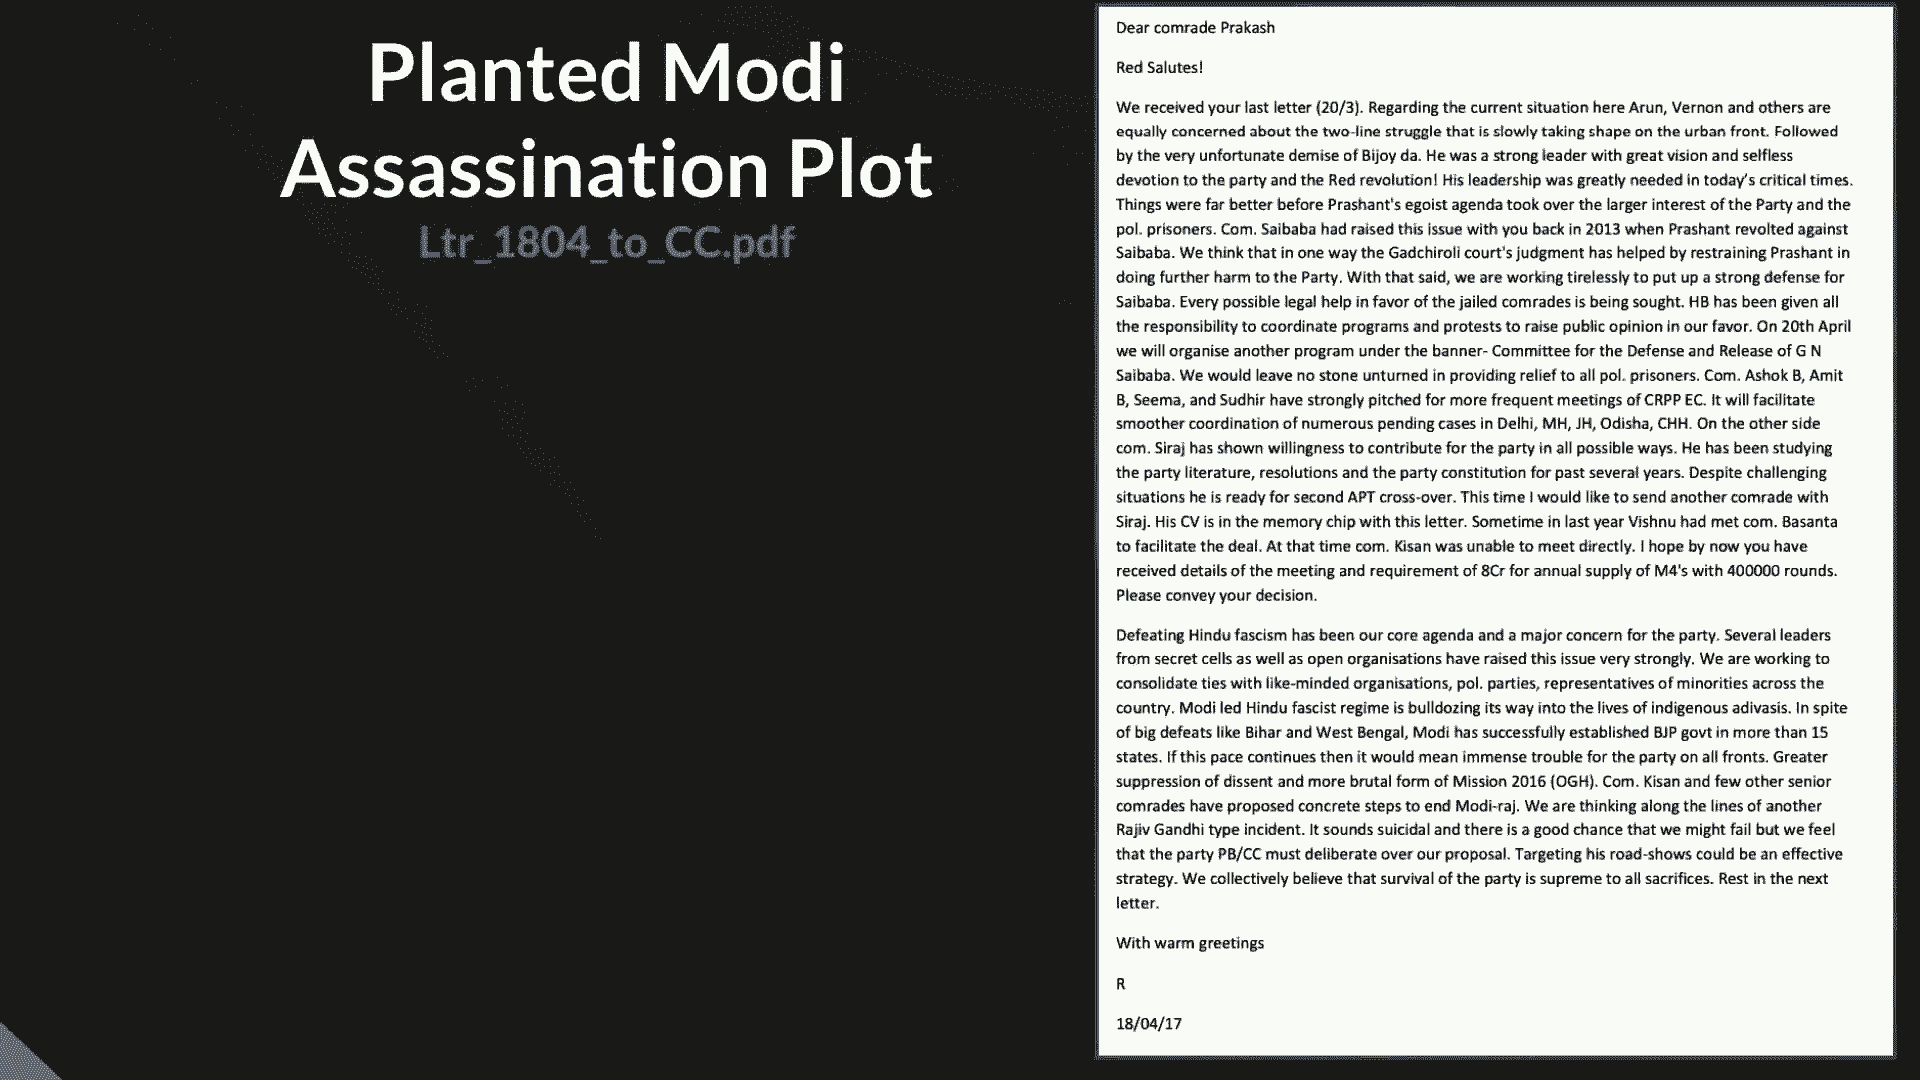 Planted Modi
Assassination Plot
Ltr_1804_to_CC.pdf
Dear comrade Prakash
Red Salutes!
We received your last letter (20/3). Regarding the current situation here Arun, Vernon and others are
equally concerned about the two-line struggle that is slowly taking shape on the urban front. Followed
by the very unfortunate demise of Bijoy da. He was a strong leader with great vision and selfless
devotion to the party and the Red revolution! His leadership was greatly needed in today's critical times.
Things were far better before Prashant's egoist agenda took over the larger interest of the Party and the
pol. prisoners. Com. Saibaba had raised this issue with you back in 2013 when Prashant revolted against
Saibaba. We think that in one way the Gadchiroli court's judgment has helped by restraining Prashant in
doing further harm to the Party. With that said, we are working tirelessly to put up a strong defense for
Saibaba. Every possible legal help in favor of the jailed comrades is being sought. HB has been given all
the responsibility to coordinate programs and protests to raise public opinion in our favor. On 20th April
we will organise another program under the banner- Committee for the Defense and Release of G N
Saibaba. We would leave no stone unturned in providing relief to all pol. prisoners. Com. Ashok B, Amit
B, Seema, and Sudhir have strongly pitched for more frequent meetings of CRPP EC. It will facilitate
smoother coordination of numerous pending cases in Delhi, MH, JH, Odisha, CHH. On the other side
com. Siraj has shown willingness to contribute for the party in all possible ways. He has been studying
the party literature, resolutions and the party constitution for past several years. Despite challenging
situations he is ready for second APT cross-over. This time I would like to send another comrade with
Siraj. His CV is in the memory chip with this letter. Sometime in last year Vishnu had met com. Basanta
to facilitate the deal. At that time com. Kisan was unable to meet directly. I hope by now you have
received details of the meeting and requirement of 8Cr for annual supply of M4's with 400000 rounds.
Please convey your decision.
Defeating Hindu fascism has been our core agenda and a major concern for the party. Several leaders
from secret cells as well as open organisations have raised this issue very strongly. We are working to
consolidate ties with like-minded organisations, pol. parties, representatives of minorities across the
country. Modi led Hindu fascist regime is bulldozing its way into the lives of indigenous adivasis. In spite
of big defeats like Bihar and West Bengal, Modi has successfully established BJP govt in more than 15
states. If this pace continues then it would mean immense trouble for the party on all fronts. Greater
suppression of dissent and more brutal form of Mission 2016 (OGH). Com. Kisan and few other senior
comrades have proposed concrete steps to end Modi-raj. We are thinking along the lines of another
Rajiv Gandhi type incident. It sounds suicidal and there is a good chance that we might fail but we feel
that the party PB/CC must deliberate over our proposal. Targeting his road-shows could be an effective
strategy. We collectively believe that survival of the party is supreme to all sacrifices. Rest in the next
letter.
With warm greetings
R
18/04/17